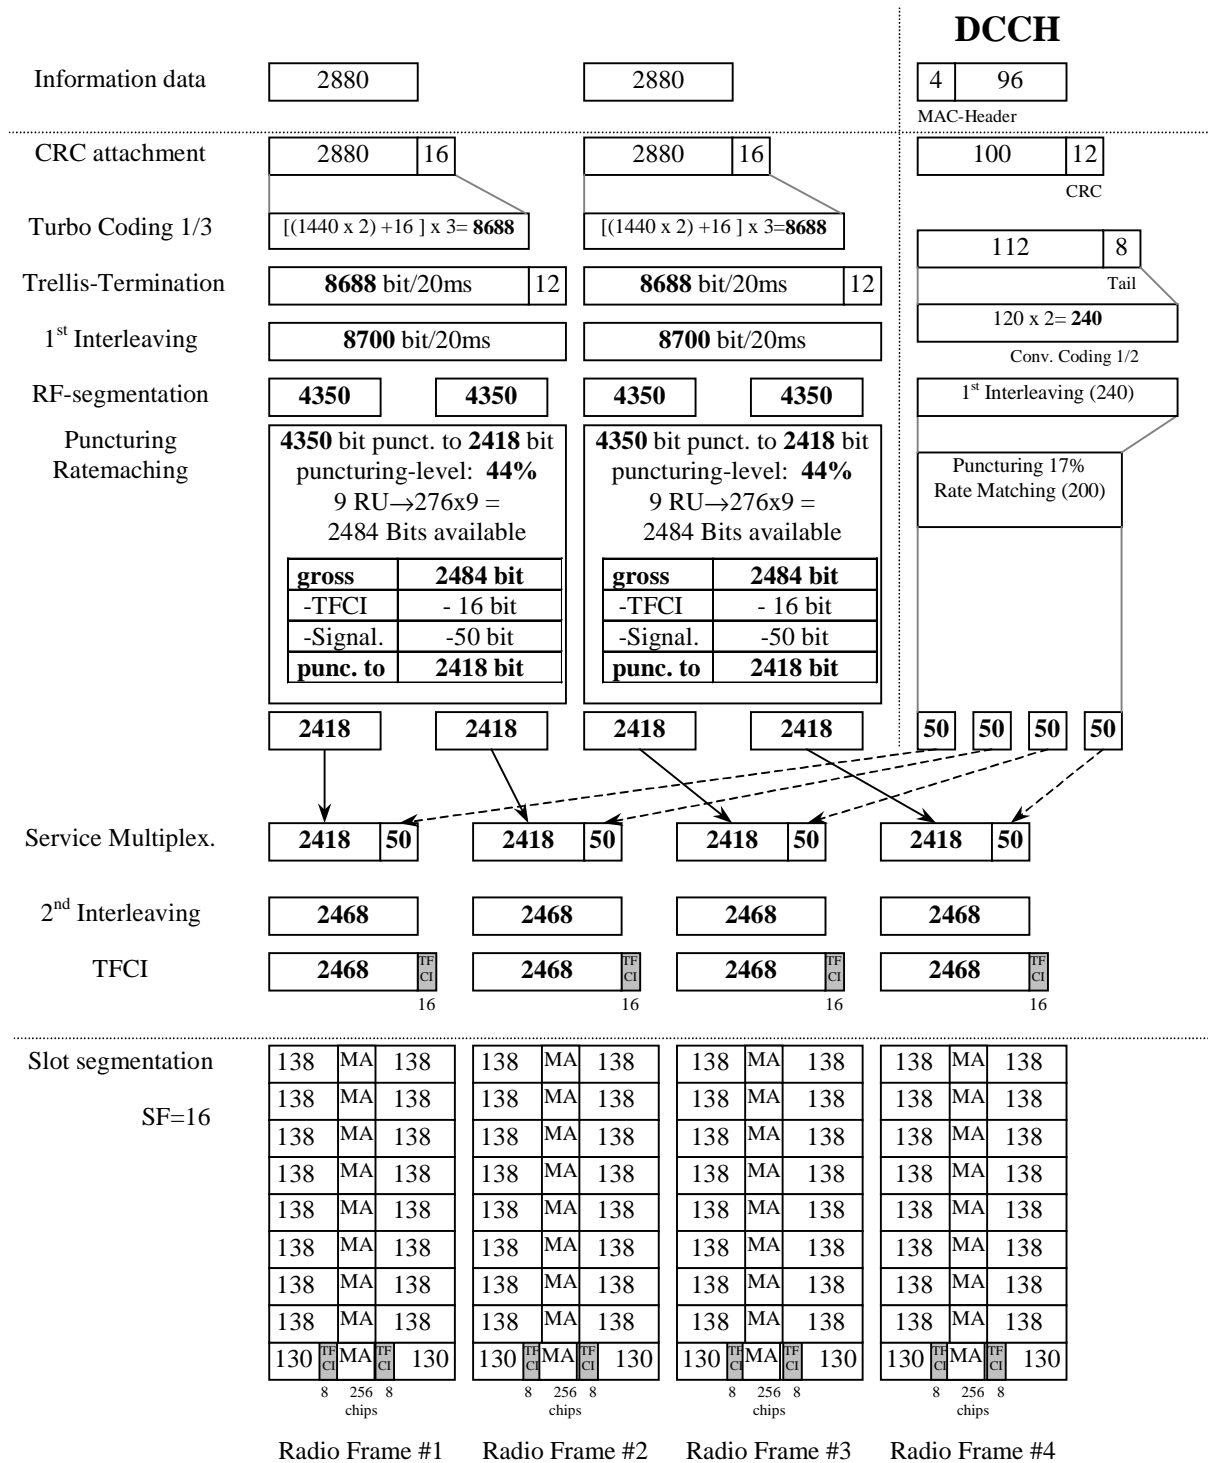 DCCH
Information data 2880 2880 4 96
MAC-Header
CRC attachment 2880 16 2880 16 100 12
CRC
Turbo Coding 1/3 [(1440 x 2) +16 ] x 3= 8688 [(1440 x 2) +16 ] x 3=8688
112 8
Tail
Trellis-Termination 8688 bit/20ms 12 8688 bit/20ms 12
120 x 2= 240
Conv. Coding 1/2
1st Interleaving 8700 bit/20ms 8700 bit/20ms
RF-segmentation 4350 4350 4350 4350 1st Interleaving (240)
Puncturing
Ratemaching
4350 bit punct. to 2418 bit
puncturing-level: 44%
9 RU→276x9 =
2484 Bits available
gross 2484 bit
-TFCI - 16 bit
-Signal. -50 bit
punc. to 2418 bit
4350 bit punct. to 2418 bit
puncturing-level: 44%
9 RU→276x9 =
2484 Bits available
gross 2484 bit
-TFCI - 16 bit
-Signal. -50 bit
punc. to 2418 bit
Puncturing 17%
Rate Matching (200)
2418 2418 2418 2418 50 50 50 50
Service Multiplex. 2418 50 2418 50 2418 50 2418 50
2nd Interleaving 2468 2468 2468 2468
TFCI 2468 TF CI 2468 TF CI 2468 TF CI 2468 TF CI
16 16 16 16
Slot segmentation 138 MA 138 138 MA 138 138 MA 138 138 MA 138
SF=16 138 MA 138 138 MA 138 138 MA 138 138 MA 138
138 MA 138 138 MA 138 138 MA 138 138 MA 138
138 MA 138 138 MA 138 138 MA 138 138 MA 138
138 MA 138 138 MA 138 138 MA 138 138 MA 138
138 MA 138 138 MA 138 138 MA 138 138 MA 138
138 MA 138 138 MA 138 138 MA 138 138 MA 138
138 MA 138 138 MA 138 138 MA 138 138 MA 138
130 TF CI MA TF CI 130 130 TF CI MA TF CI 130 130 TF CI MA TF CI 130 130 TF CI MA TF CI 130
8 256 8 8 256 8 8 256 8 8 256 8
chips chips chips chips
Radio Frame #1 Radio Frame #2 Radio Frame #3 Radio Frame #4